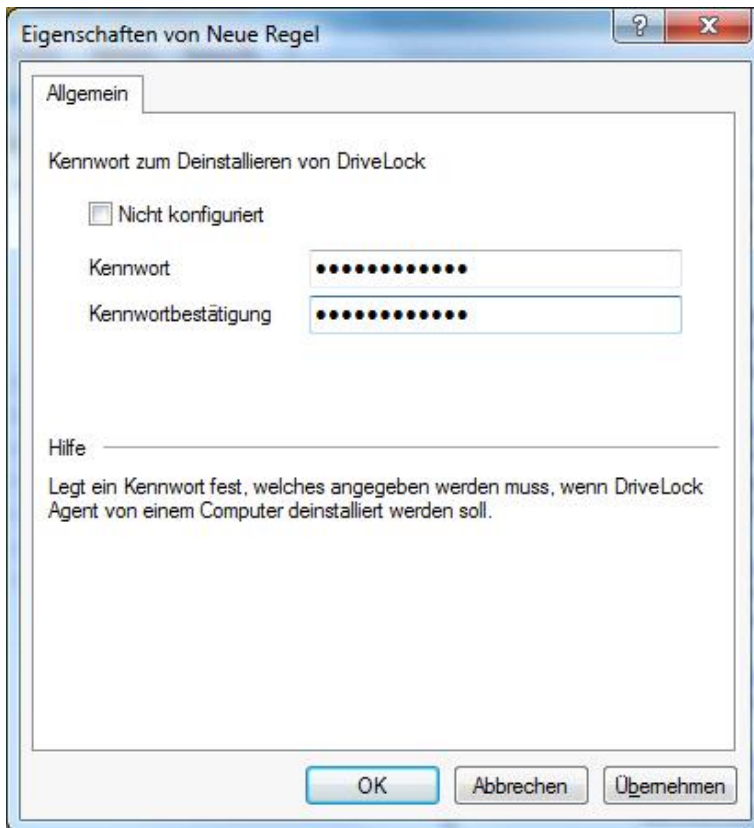 Eigenschaften von Neue Regel
Allgemein
Kennwort zum Deinstallieren von DriveLock
Nicht konfiguriert
Kennwort ••••••••••••
Kennwortbestätigung ••••••••••••
Hilfe
Legt ein Kennwort fest, welches angegeben werden muss, wenn DriveLock
Agent von einem Computer deinstalliert werden soll.
OK Abbrechen Übernehmen